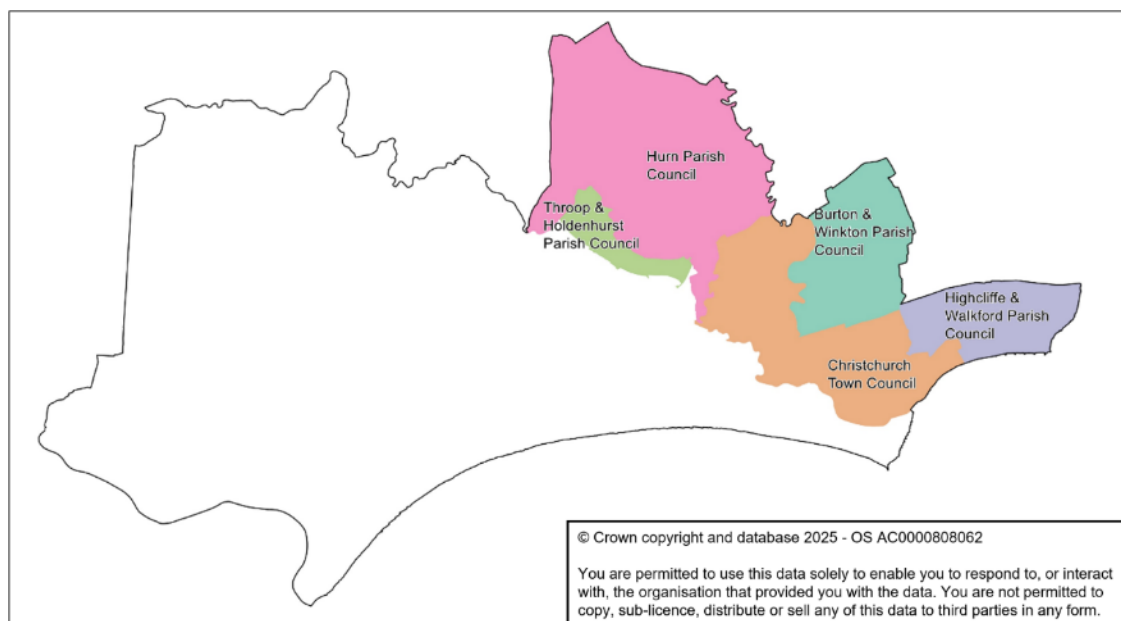 Hurn Parish
Council
Throop &
Holdenhurst
Parish Council
Burton &
Winkton Parish
Council
Highcliffe &
Walkford Parish
Council
Christchurch
Town Council
© Crown copyright and database 2025 - OS AC0000808062
You are permitted to use this data solely to enable you to respond to, or interact
with, the organisation that provided you with the data. You are not permitted to
copy, sub-licence, distribute or sell any of this data to third parties in any form.